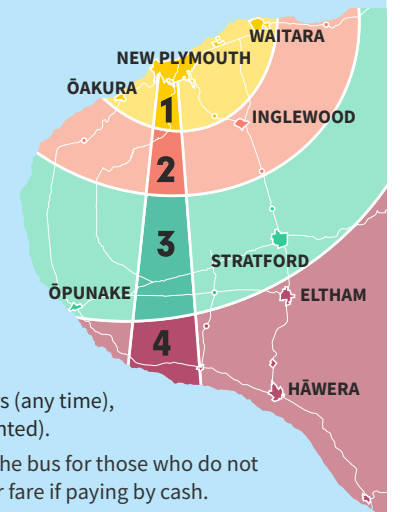 WAITARA
NEW PLYMOUTH
ŌAKURA
1
INGLEWOOD
2
3
STRATFORD
ŌPUNAKE
ELTHAM
4
HĀWERA
(any time),
he bus for those who do not
fare if paying by cash.